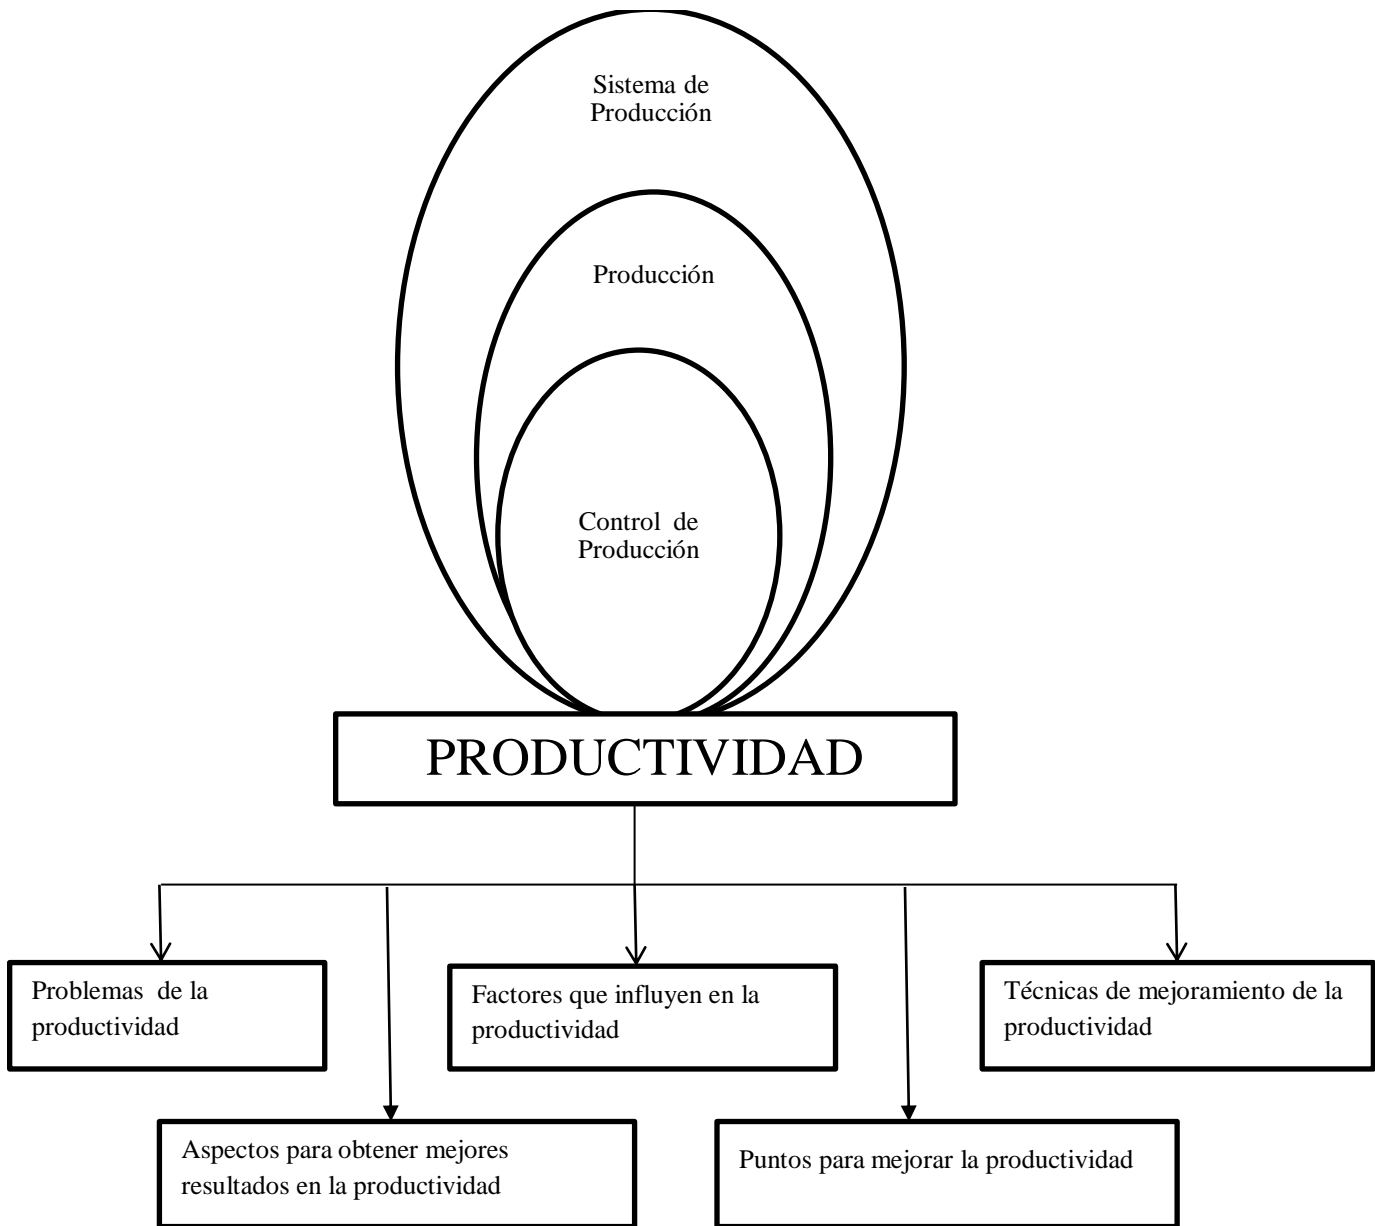 Sistema de
Producción
Producción
Control de
Producción
PRODUCTIVIDAD
Problemas de la
productividad
Factores que influyen en la
productividad
Técnicas de mejoramiento de la
productividad
Aspectos para obtener mejores
resultados en la productividad
Puntos para mejorar la productividad